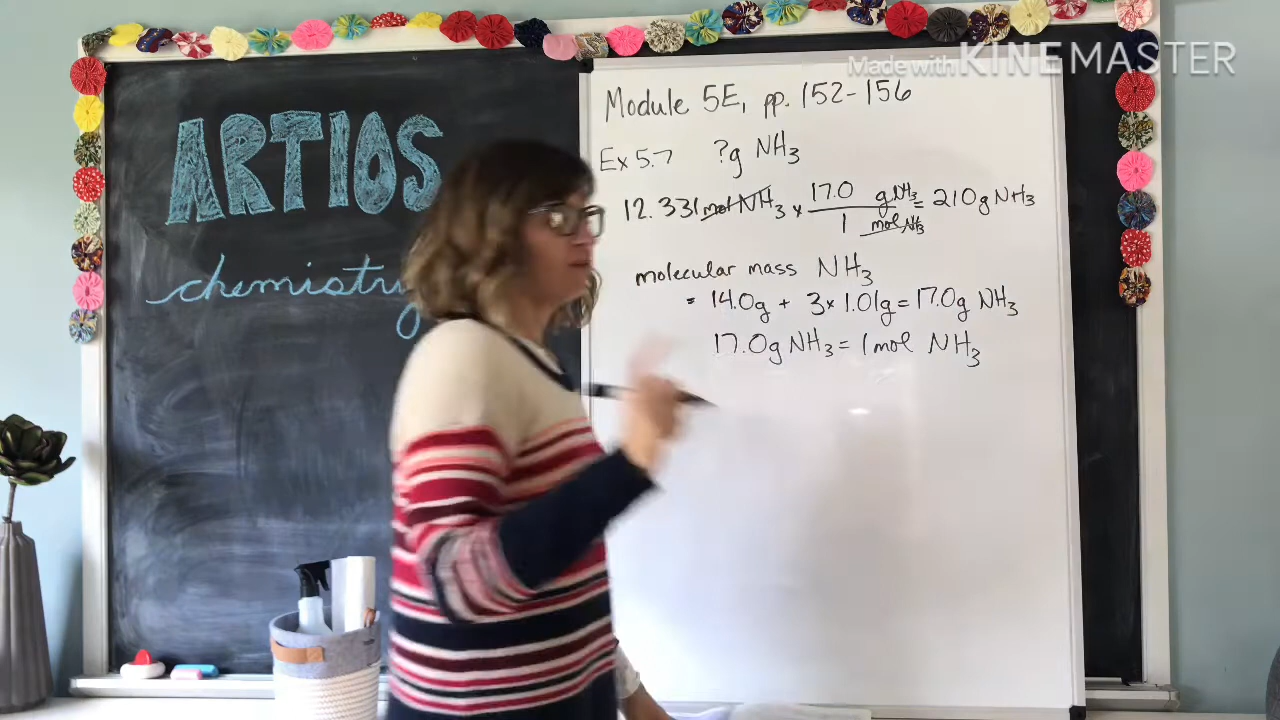 Made with KINEMASTER
ARTIOS
chemistry
Module 5E, pp. 152-156
Ex 5.7 ?g NH3
12.331 mol NH3 x 17.0 g NH3 / 1 mol NH3 = 210 g NH3
molecular mass NH3
= 14.0g + 3 x 1.01g = 17.0g NH3
17.0g NH3 = 1 mol NH3